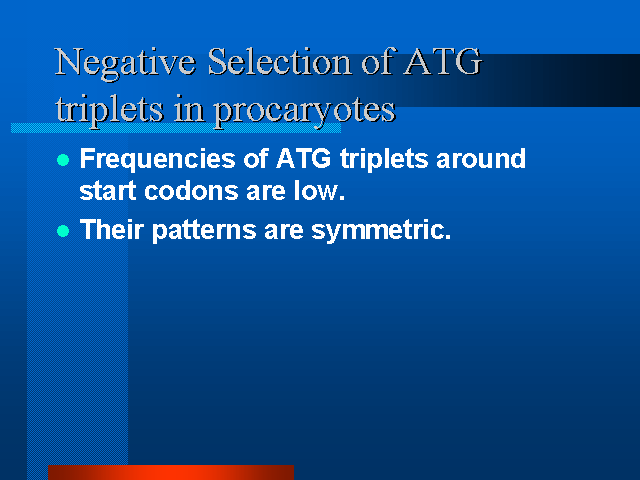 Negative Selection of ATG
triplets in procaryotes
Frequencies of ATG triplets around
start codons are low.
Their patterns are symmetric.